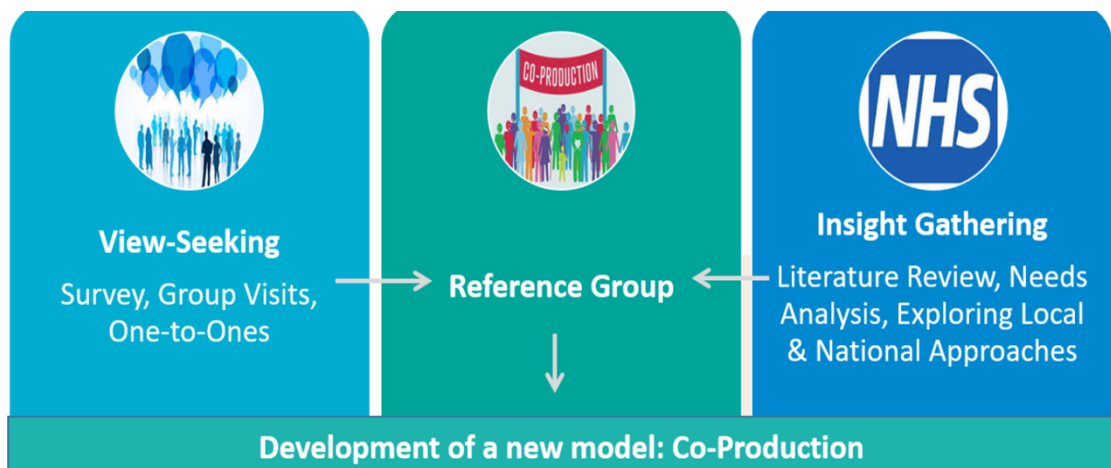 View-Seeking
Survey, Group Visits,
One-to-Ones
CO-PRODUCTION
Reference Group
NHS
Insight Gathering
Literature Review, Needs
Analysis, Exploring Local
& National Approaches
Development of a new model: Co-Production